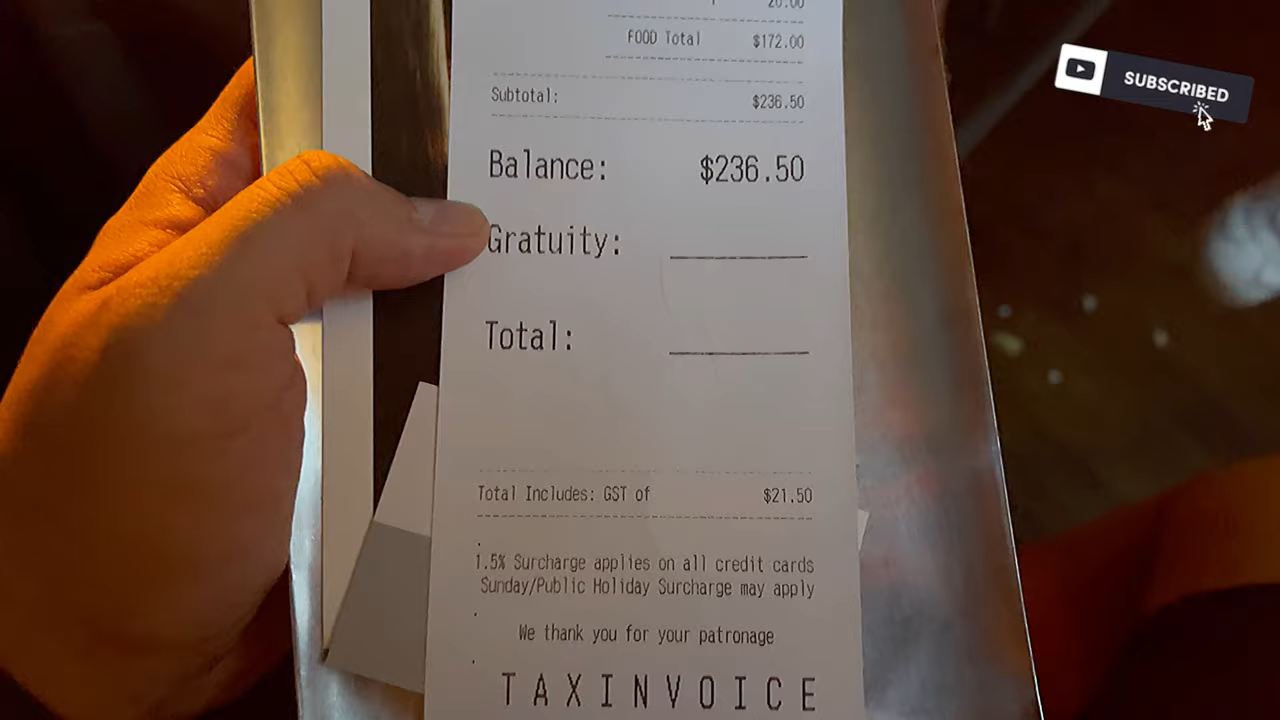 20.00
FOOD Total $172.00
Subtotal: $236.50
Balance: $236.50
Gratuity:
Total:
Total Includes: GST of $21.50
1.5% Surcharge applies on all credit cards
Sunday/Public Holiday Surcharge may apply
We thank you for your patronage
TAXINVOICE
SUBSCRIBED